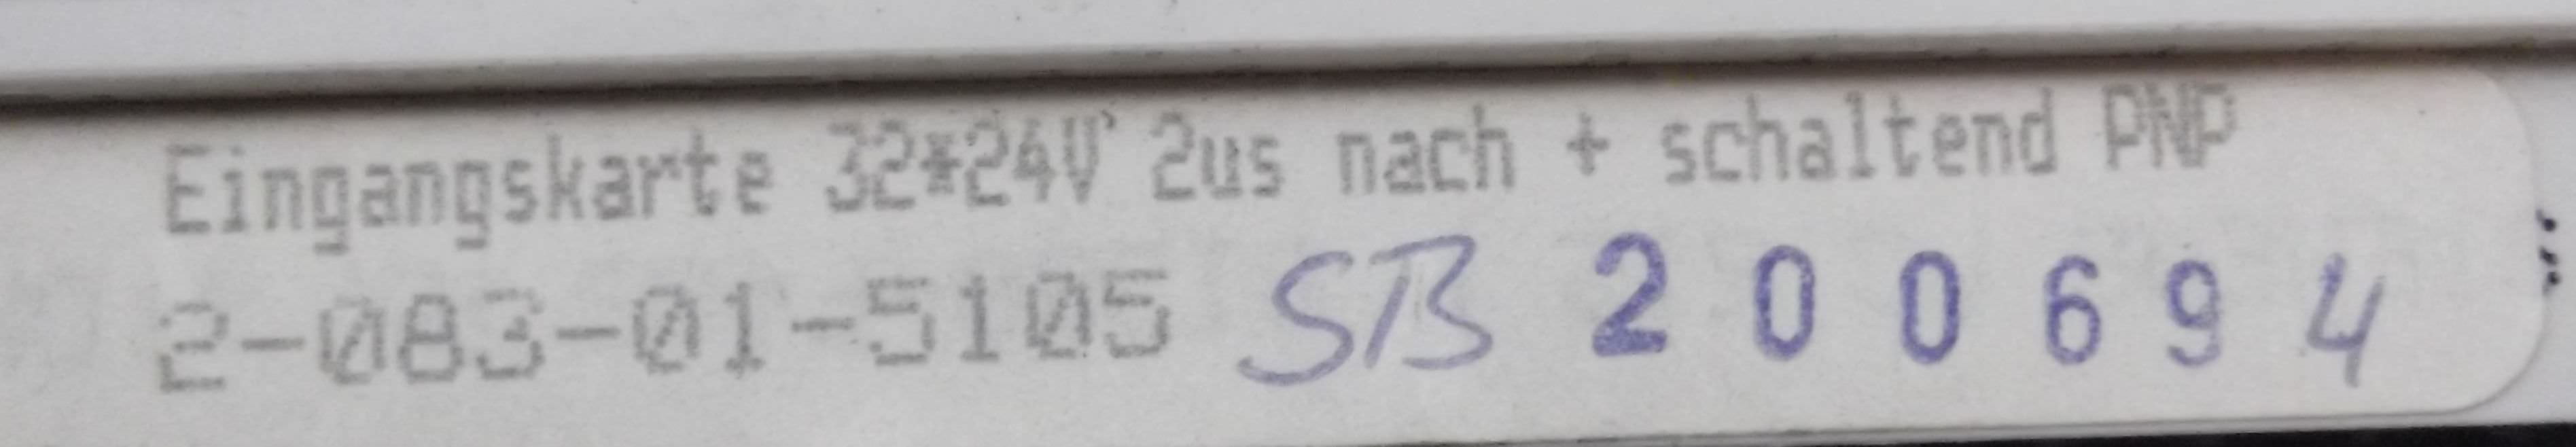 Eingangskarte 32*24V 2us nach + schaltend PNP
2-083-01-5105 SB 200694